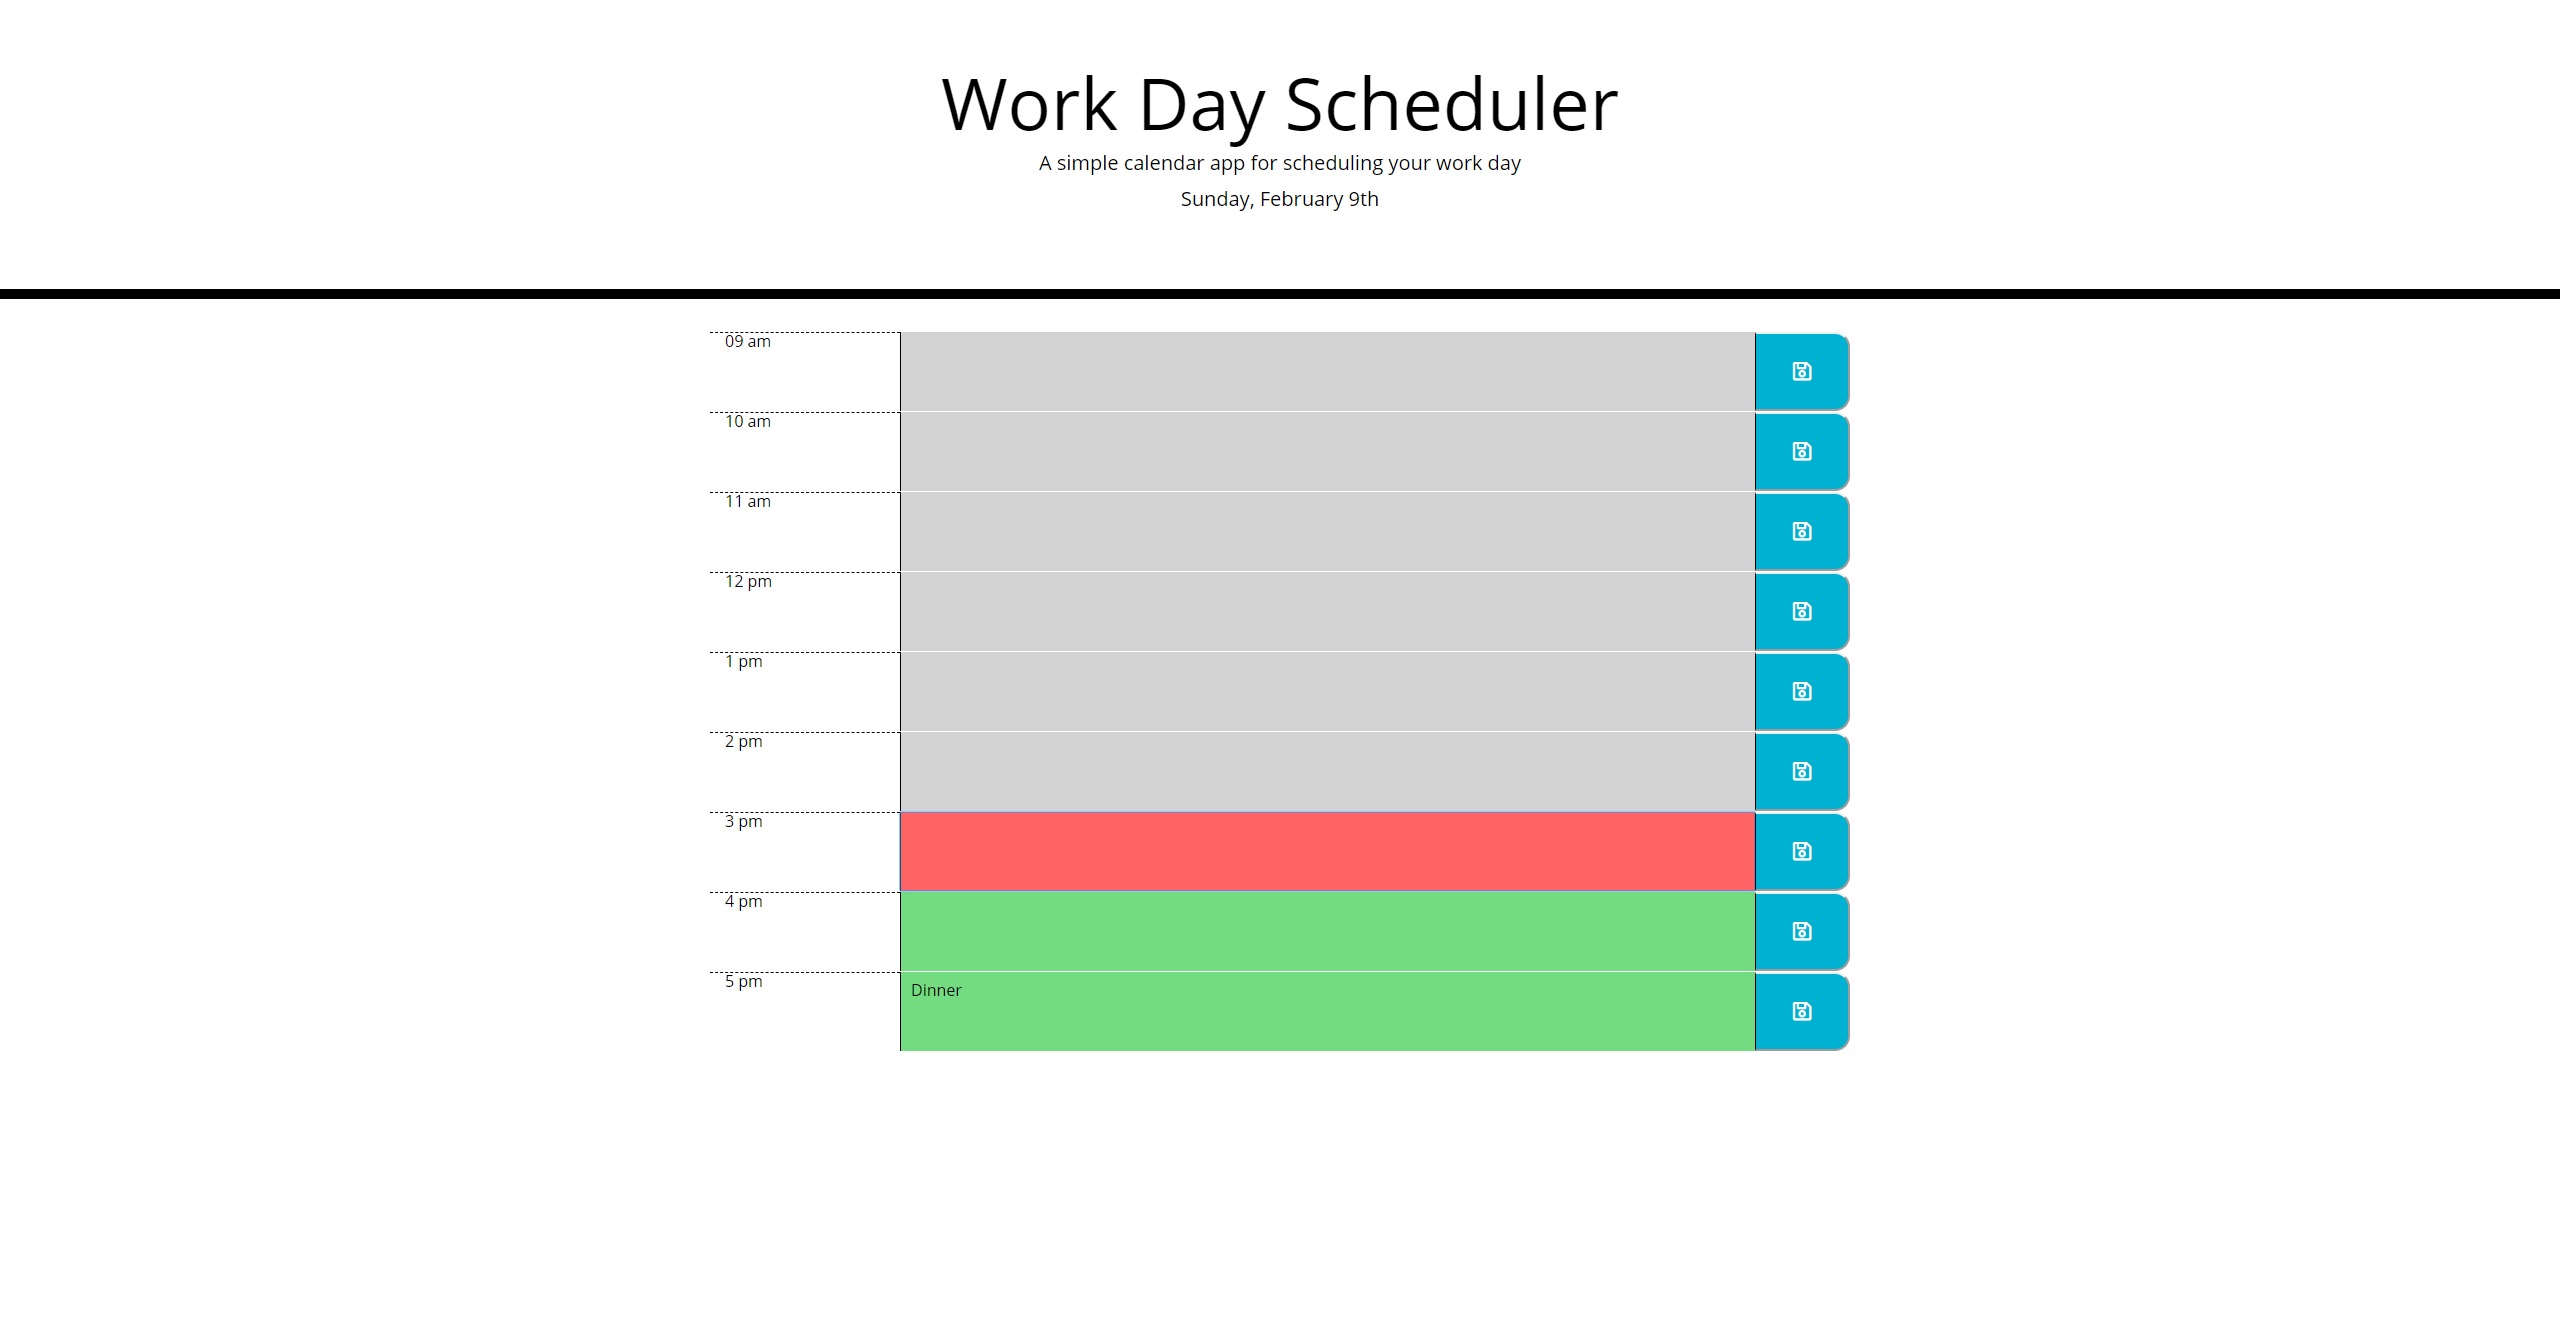 Work Day Scheduler
A simple calendar app for scheduling your work day
Sunday, February 9th
09 am
10 am
11 am
12 pm
1 pm
2 pm
3 pm
4 pm
5 pm
Dinner